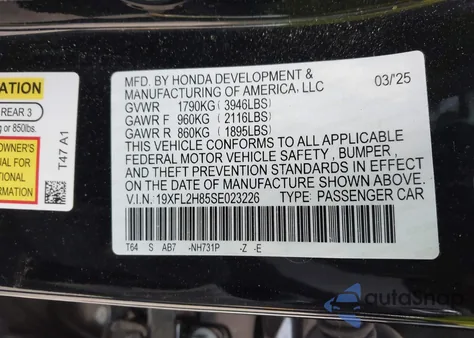 MFD. BY HONDA DEVELOPMENT &
MANUFACTURING OF AMERICA, LLC 03/'25
GVWR 1790KG (3946LBS)
GAWR F 960KG (2116LBS)
GAWR R 860KG (1895LBS)
THIS VEHICLE CONFORMS TO ALL APPLICABLE
FEDERAL MOTOR VEHICLE SAFETY , BUMPER ,
AND THEFT PREVENTION STANDARDS IN EFFECT
ON THE DATE OF MANUFACTURE SHOWN ABOVE.
V.I.N. 19XFL2H85SE023226 TYPE: PASSENGER CAR
T64 S AB7 -NH731P -Z -E
ATION
REAR 3
or 850lbs.
OWNER'S
UAL FOR
TIONAL
MATION
T47 A1
autoSnap